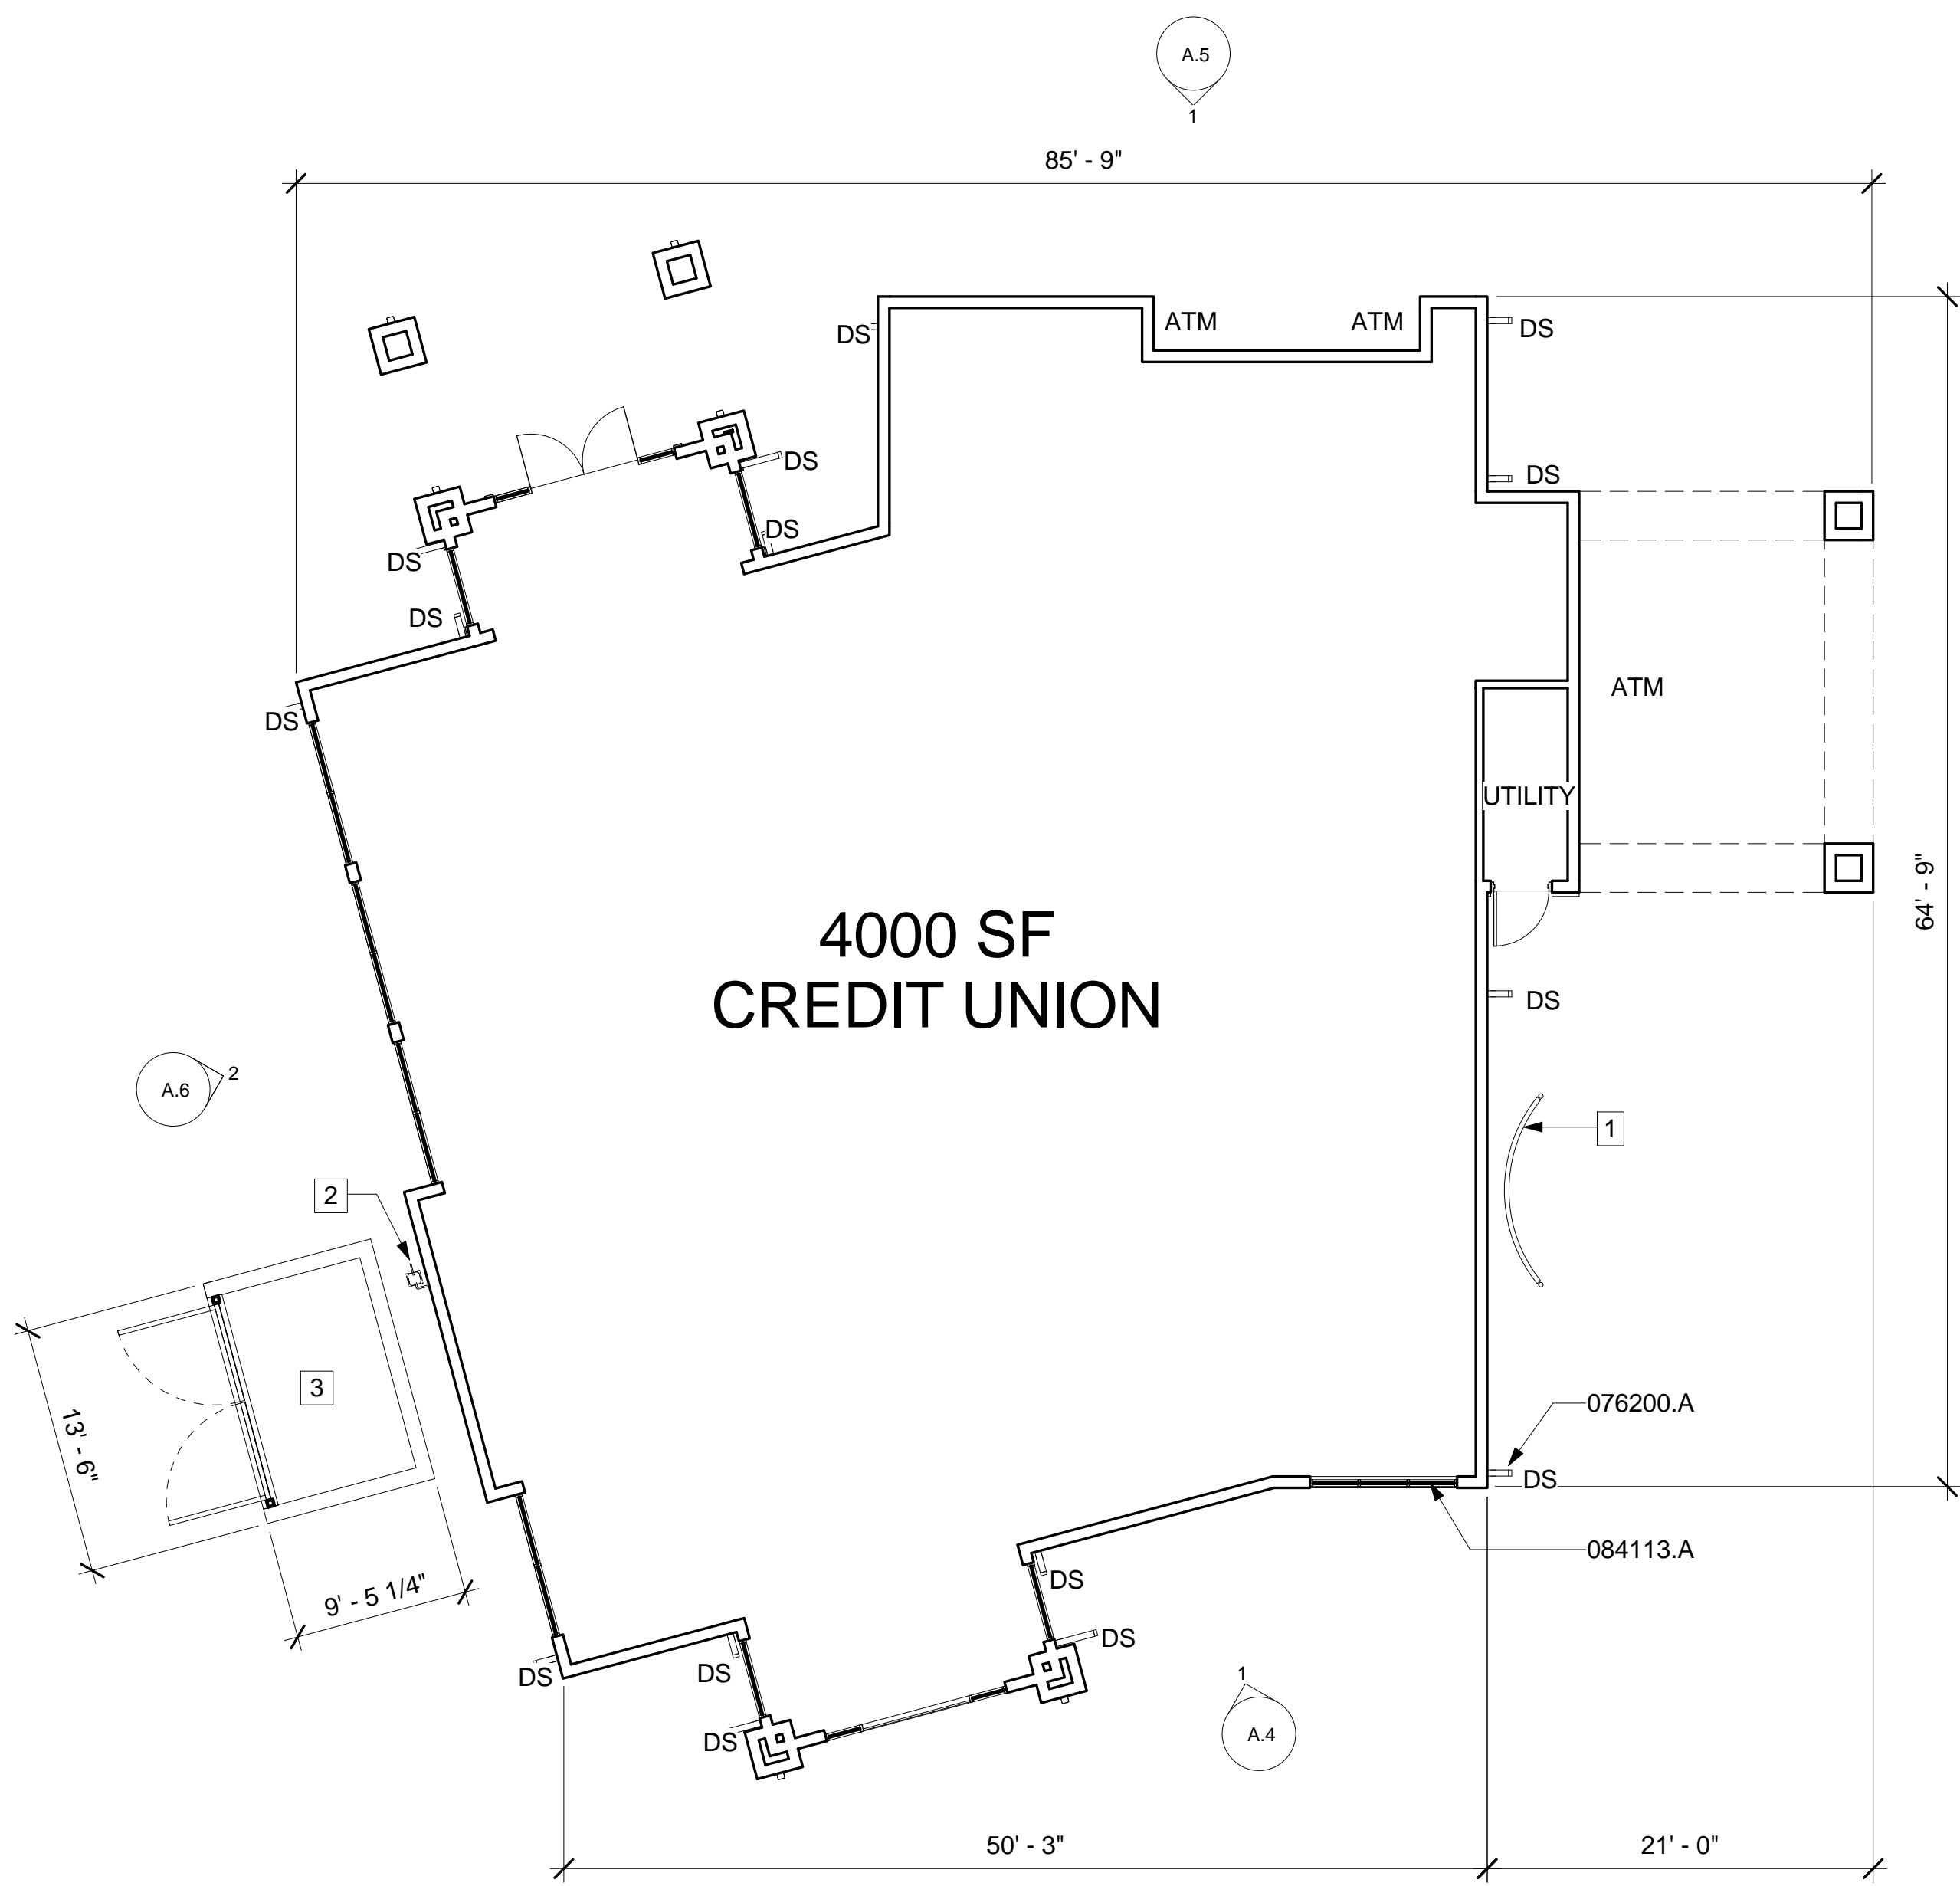 A.5
1
85' - 9"
DS
ATM
ATM
DS
DS
DS
DS
DS
DS
DS
ATM
UTILITY
64' - 9"
4000 SF
CREDIT UNION
DS
A.6
2
1
2
3
13' - 6"
9' - 5 1/4"
076200.A
DS
084113.A
DS
DS
DS
DS
DS
1
A.4
50' - 3"
21' - 0"